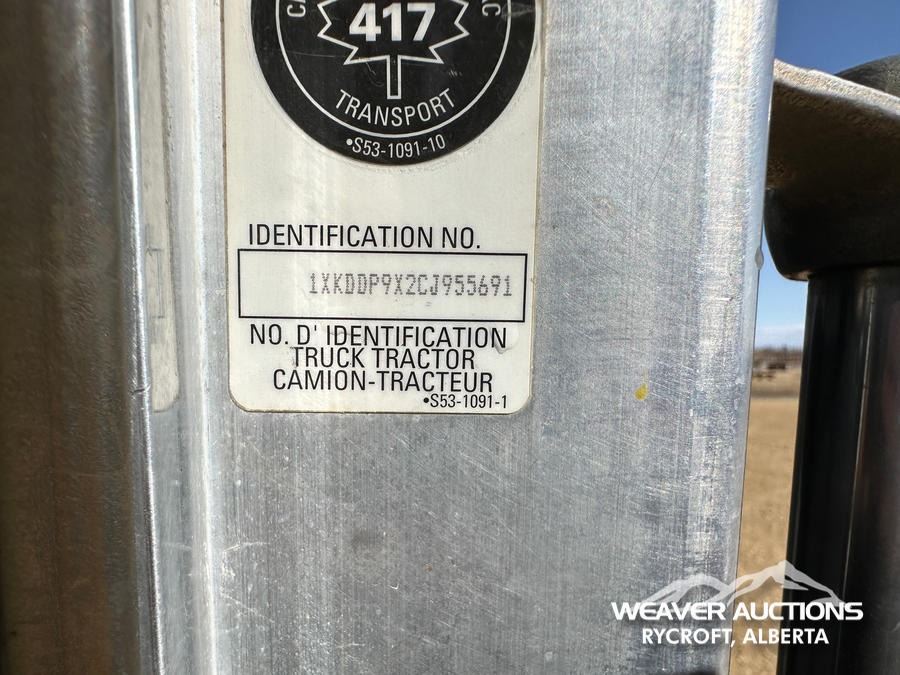 417
TRANSPORT
•S53-1091-10
IDENTIFICATION NO.
1XKDDP9X2CJ955691
NO. D' IDENTIFICATION
TRUCK TRACTOR
CAMION-TRACTEUR
•S53-1091-1
WEAVER AUCTIONS
RYCROFT, ALBERTA